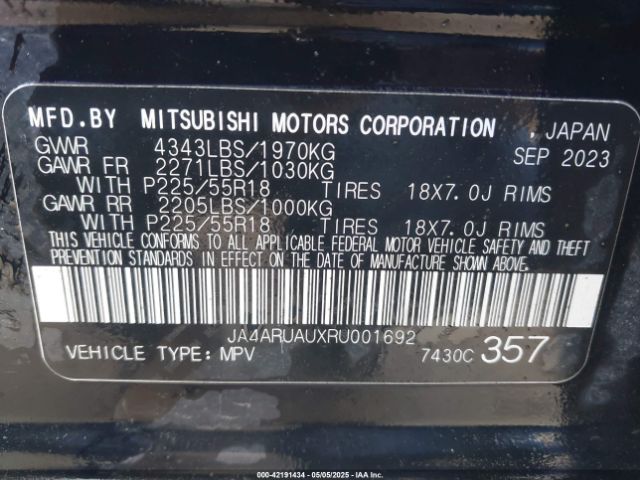 MFD.BY MITSUBISHI MOTORS CORPORATION , JAPAN
GVWR 4343LBS/1970KG SEP 2023
GAWR FR 2271LBS/1030KG
WITH P225/55R18 TIRES 18X7.0J RIMS
GAWR RR 2205LBS/1000KG
WITH P225/55R18 TIRES 18X7.0J RIMS
THIS VEHICLE CONFORMS TO ALL APPLICABLE FEDERAL MOTOR VEHICLE SAFETY AND THEFT
PREVENTION STANDARDS IN EFFECT ON THE DATE OF MANUFACTURE SHOWN ABOVE.
JA4ARUAUXRU001692
VEHICLE TYPE: MPV 7430C 357
000-42191434 - 05/05/2025 - IAAI.COM